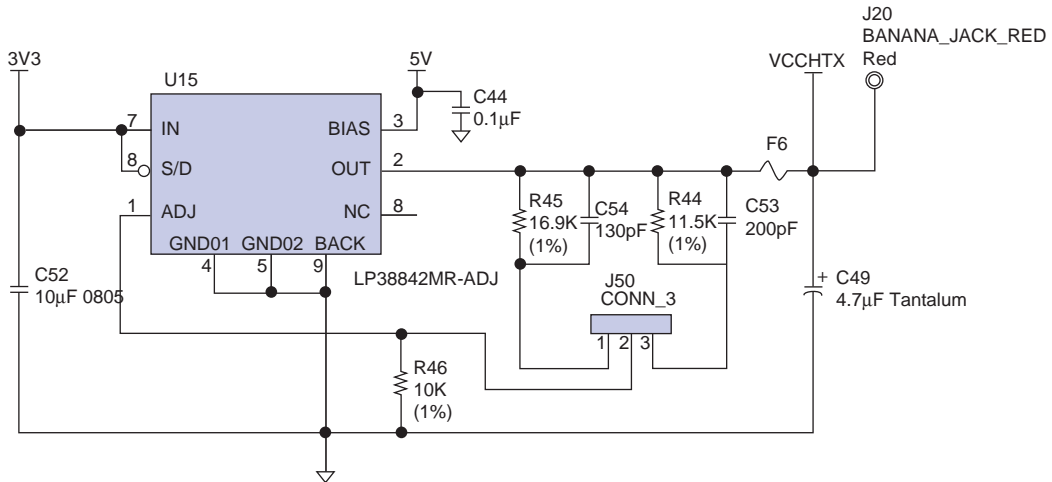 J20
BANANA_JACK_RED
Red
3V3
5V
VCCHTX
U15
C44
0.1μF
7
IN
BIAS
3
8
S/D
OUT
2
F6
1
ADJ
NC
8
R45
16.9K
(1%)
C54
130pF
R44
11.5K
(1%)
C53
200pF
GND01
GND02
BACK
4
5
9
LP38842MR-ADJ
C52
10μF 0805
J50
CONN_3
1
2
3
+
C49
4.7μF Tantalum
R46
10K
(1%)